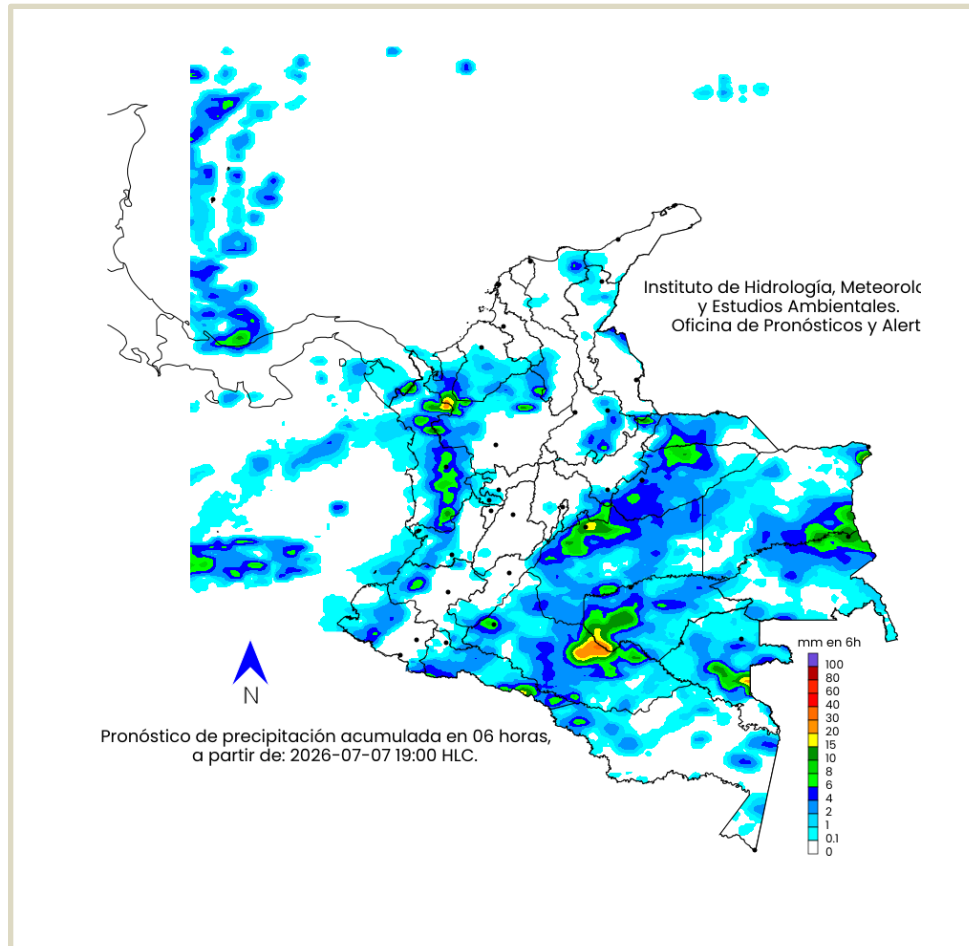 Instituto de Hidrología, Meteorolo
y Estudios Ambientales.
Oficina de Pronósticos y Alert
mm en 6h
100
80
60
40
30
20
15
10
8
6
4
2
1
0.1
0
N
Pronóstico de precipitación acumulada en 06 horas,
a partir de: 2026-07-07 19:00 HLC.